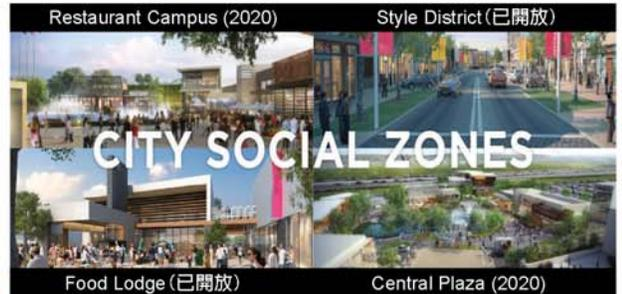 Restaurant Campus (2020)
Style District(已開放)
CITY SOCIAL ZONES
Food Lodge(已開放)
Central Plaza (2020)